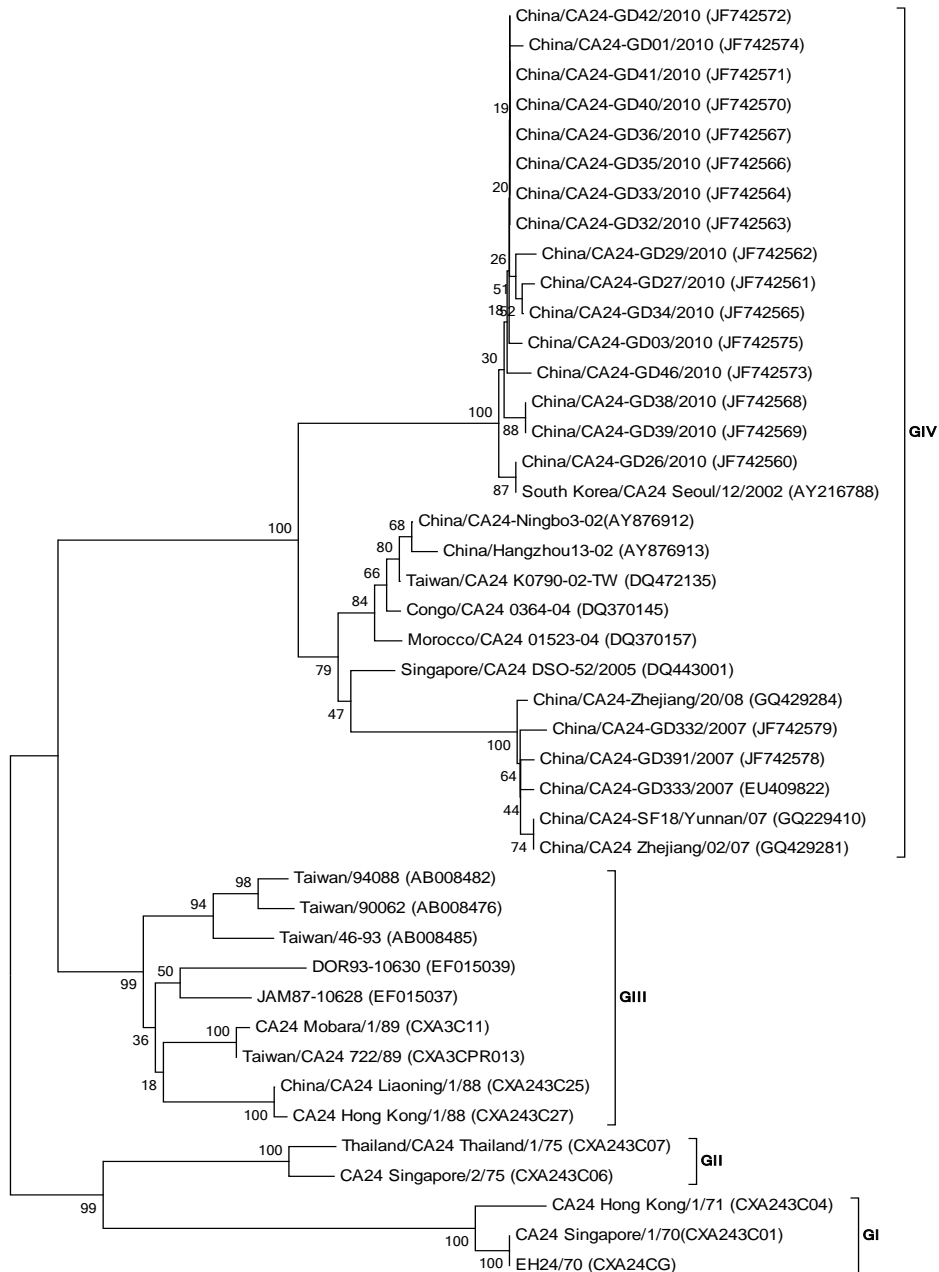 China/CA24-GD42/2010 (JF742572)
China/CA24-GD01/2010 (JF742574)
China/CA24-GD41/2010 (JF742571)
19
China/CA24-GD40/2010 (JF742570)
China/CA24-GD36/2010 (JF742567)
China/CA24-GD35/2010 (JF742566)
20
China/CA24-GD33/2010 (JF742564)
China/CA24-GD32/2010 (JF742563)
26
China/CA24-GD29/2010 (JF742562)
51
China/CA24-GD27/2010 (JF742561)
18
52
China/CA24-GD34/2010 (JF742565)
China/CA24-GD03/2010 (JF742575)
30
China/CA24-GD46/2010 (JF742573)
China/CA24-GD38/2010 (JF742568)
100
88
China/CA24-GD39/2010 (JF742569)
GIV
China/CA24-GD26/2010 (JF742560)
87
South Korea/CA24 Seoul/12/2002 (AY216788)
68
China/CA24-Ningbo3-02(AY876912)
100
80
China/Hangzhou13-02 (AY876913)
66
Taiwan/CA24 K0790-02-TW (DQ472135)
84
Congo/CA24 0364-04 (DQ370145)
Morocco/CA24 01523-04 (DQ370157)
79
Singapore/CA24 DSO-52/2005 (DQ443001)
China/CA24-Zhejiang/20/08 (GQ429284)
47
China/CA24-GD332/2007 (JF742579)
100
China/CA24-GD391/2007 (JF742578)
64
China/CA24-GD333/2007 (EU409822)
44
China/CA24-SF18/Yunnan/07 (GQ229410)
74
China/CA24 Zhejiang/02/07 (GQ429281)
98
Taiwan/94088 (AB008482)
94
Taiwan/90062 (AB008476)
Taiwan/46-93 (AB008485)
50
DOR93-10630 (EF015039)
99
JAM87-10628 (EF015037)
GIII
100
CA24 Mobara/1/89 (CXA3C11)
36
Taiwan/CA24 722/89 (CXA3CPR013)
18
China/CA24 Liaoning/1/88 (CXA243C25)
100
CA24 Hong Kong/1/88 (CXA243C27)
100
Thailand/CA24 Thailand/1/75 (CXA243C07)
GII
CA24 Singapore/2/75 (CXA243C06)
99
CA24 Hong Kong/1/71 (CXA243C04)
100
CA24 Singapore/1/70(CXA243C01)
GI
100
EH24/70 (CXA24CG)